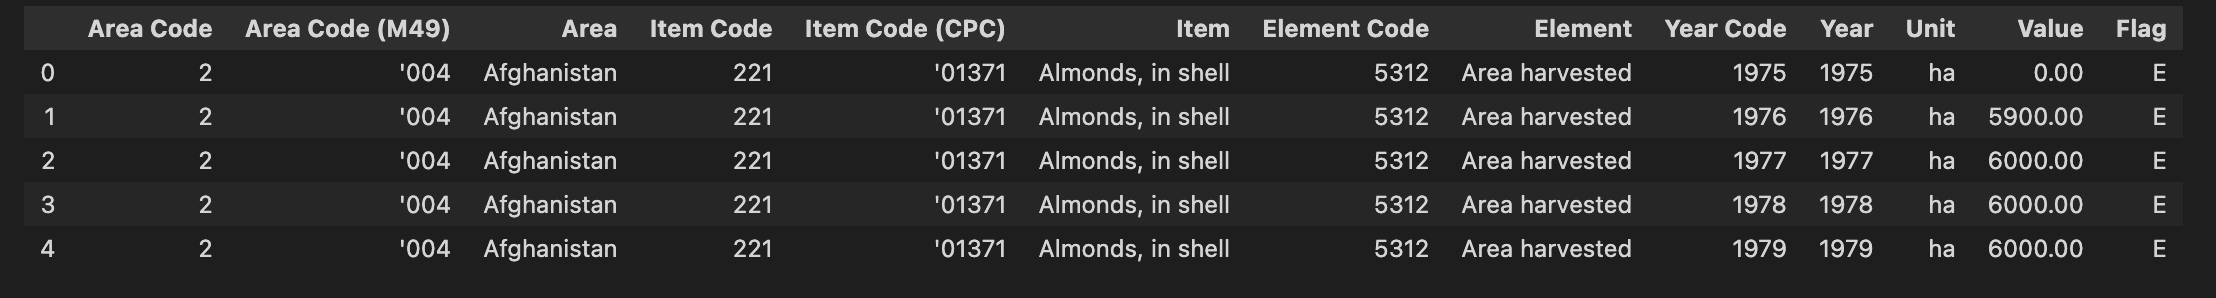 Area Code Area Code (M49) Area Item Code Item Code (CPC) Item Element Code Element Year Code Year Unit Value Flag
0 2 '004 Afghanistan 221 '01371 Almonds, in shell 5312 Area harvested 1975 1975 ha 0.00 E
1 2 '004 Afghanistan 221 '01371 Almonds, in shell 5312 Area harvested 1976 1976 ha 5900.00 E
2 2 '004 Afghanistan 221 '01371 Almonds, in shell 5312 Area harvested 1977 1977 ha 6000.00 E
3 2 '004 Afghanistan 221 '01371 Almonds, in shell 5312 Area harvested 1978 1978 ha 6000.00 E
4 2 '004 Afghanistan 221 '01371 Almonds, in shell 5312 Area harvested 1979 1979 ha 6000.00 E